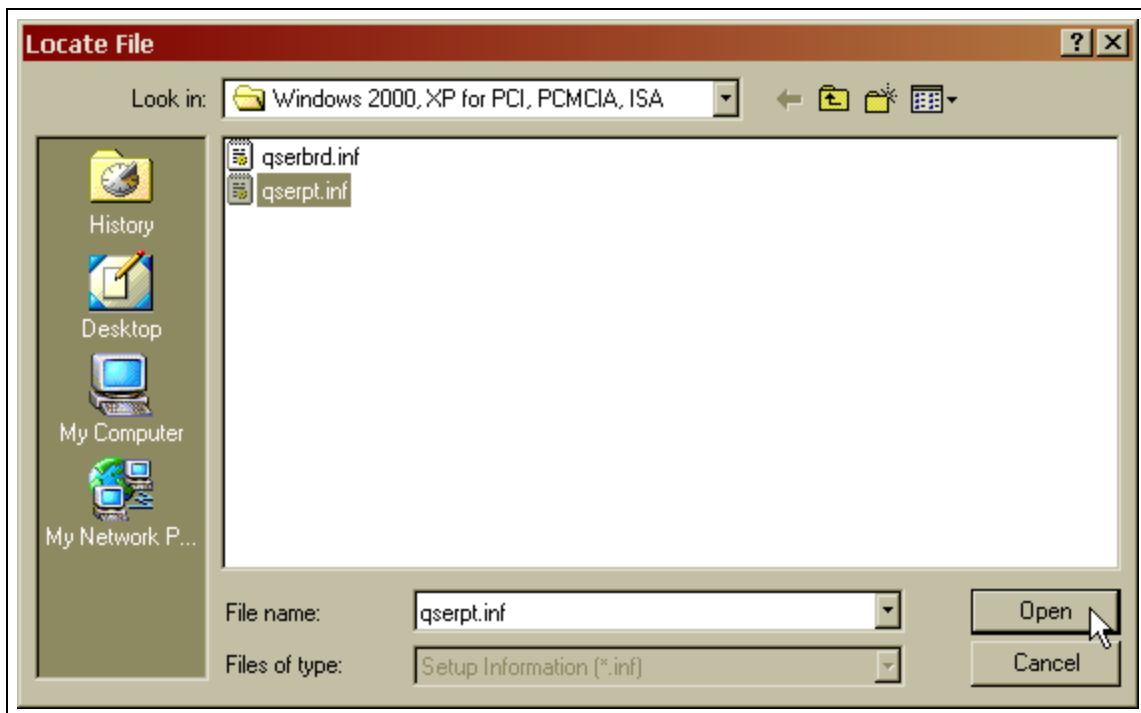 Locate File
Look in: Windows 2000, XP for PCI, PCMCIA, ISA
qserbrd.inf
qserpt.inf
History
Desktop
My Computer
My Network P...
File name: qserpt.inf Open
Files of type: Setup Information (*.inf) Cancel